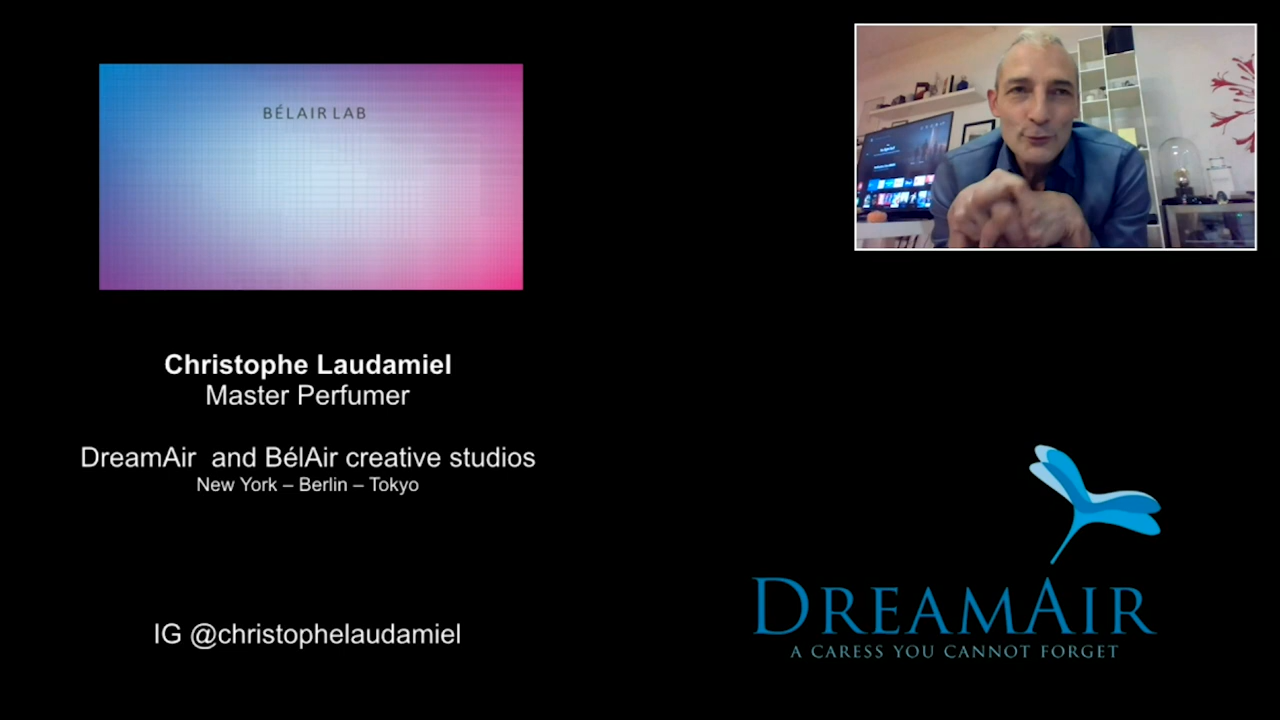 BÉLAIR LAB
Christophe Laudamiel
Master Perfumer
DreamAir and BélAir creative studios
New York – Berlin – Tokyo
IG @christophelaudamiel
DREAMAIR
A CARESS YOU CANNOT FORGET